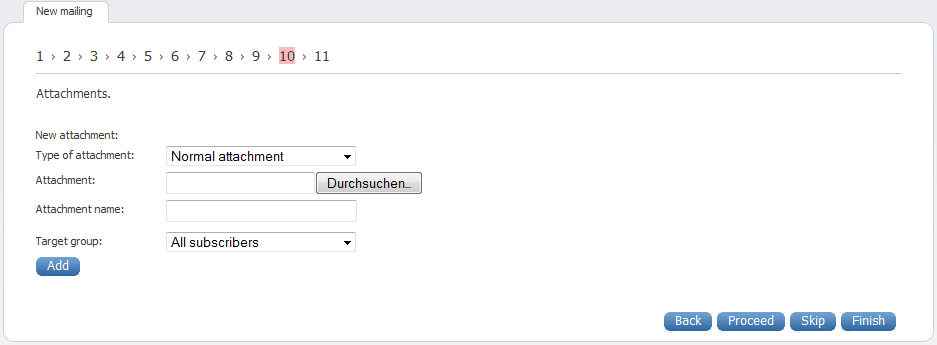 New mailing
1 › 2 › 3 › 4 › 5 › 6 › 7 › 8 › 9 › 10 › 11
Attachments.
New attachment:
Type of attachment: Normal attachment
Attachment: Durchsuchen...
Attachment name:
Target group: All subscribers
Add
Back Proceed Skip Finish